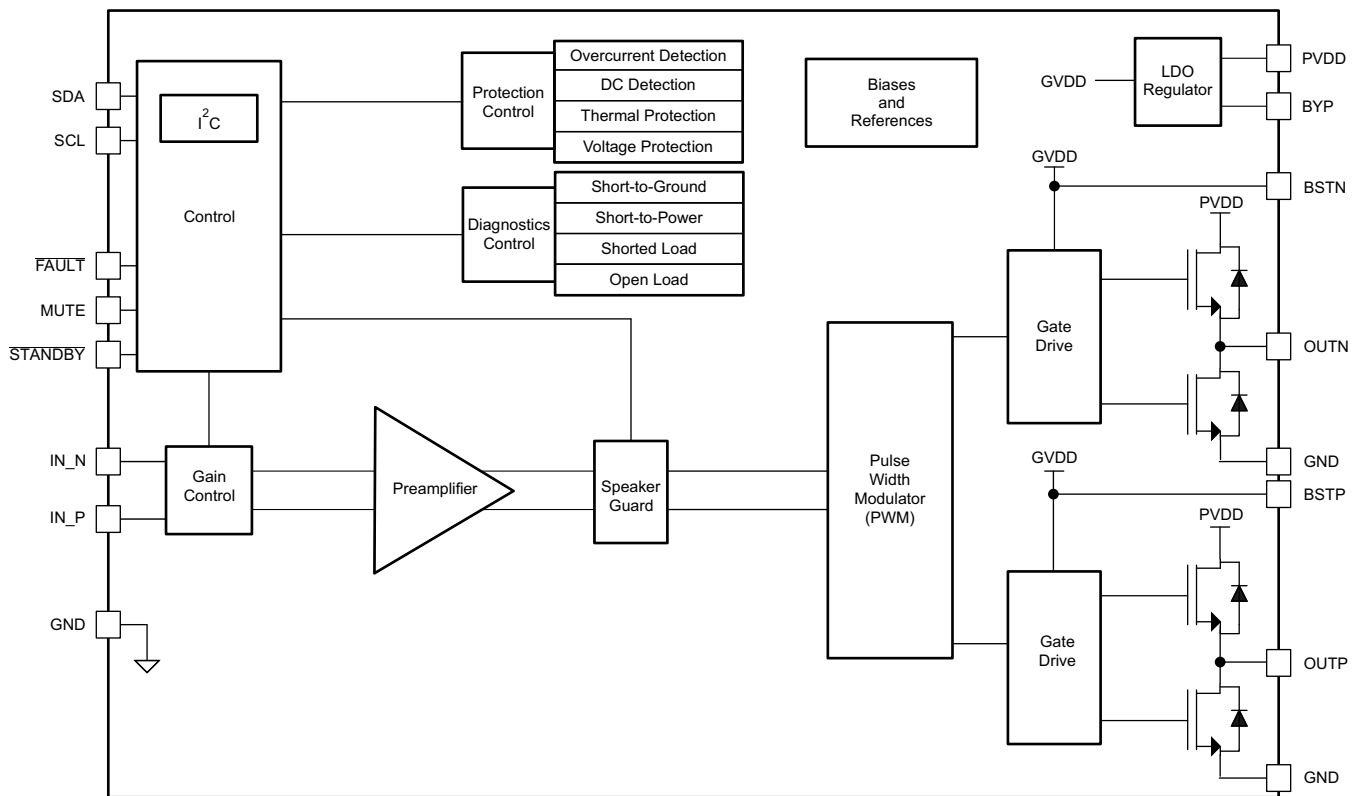 SDA
SCL
FAULT
MUTE
STANDBY
IN_N
IN_P
GND
I2C
Control
Gain
Control
Preamplifier
Speaker
Guard
Protection
Control
Overcurrent Detection
DC Detection
Thermal Protection
Voltage Protection
Diagnostics
Control
Short-to-Ground
Short-to-Power
Shorted Load
Open Load
Biases
and
References
Pulse
Width
Modulator
(PWM)
GVDD
LDO
Regulator
PVDD
BYP
GVDD
BSTN
PVDD
Gate
Drive
OUTN
GND
GVDD
BSTP
PVDD
Gate
Drive
OUTP
GND